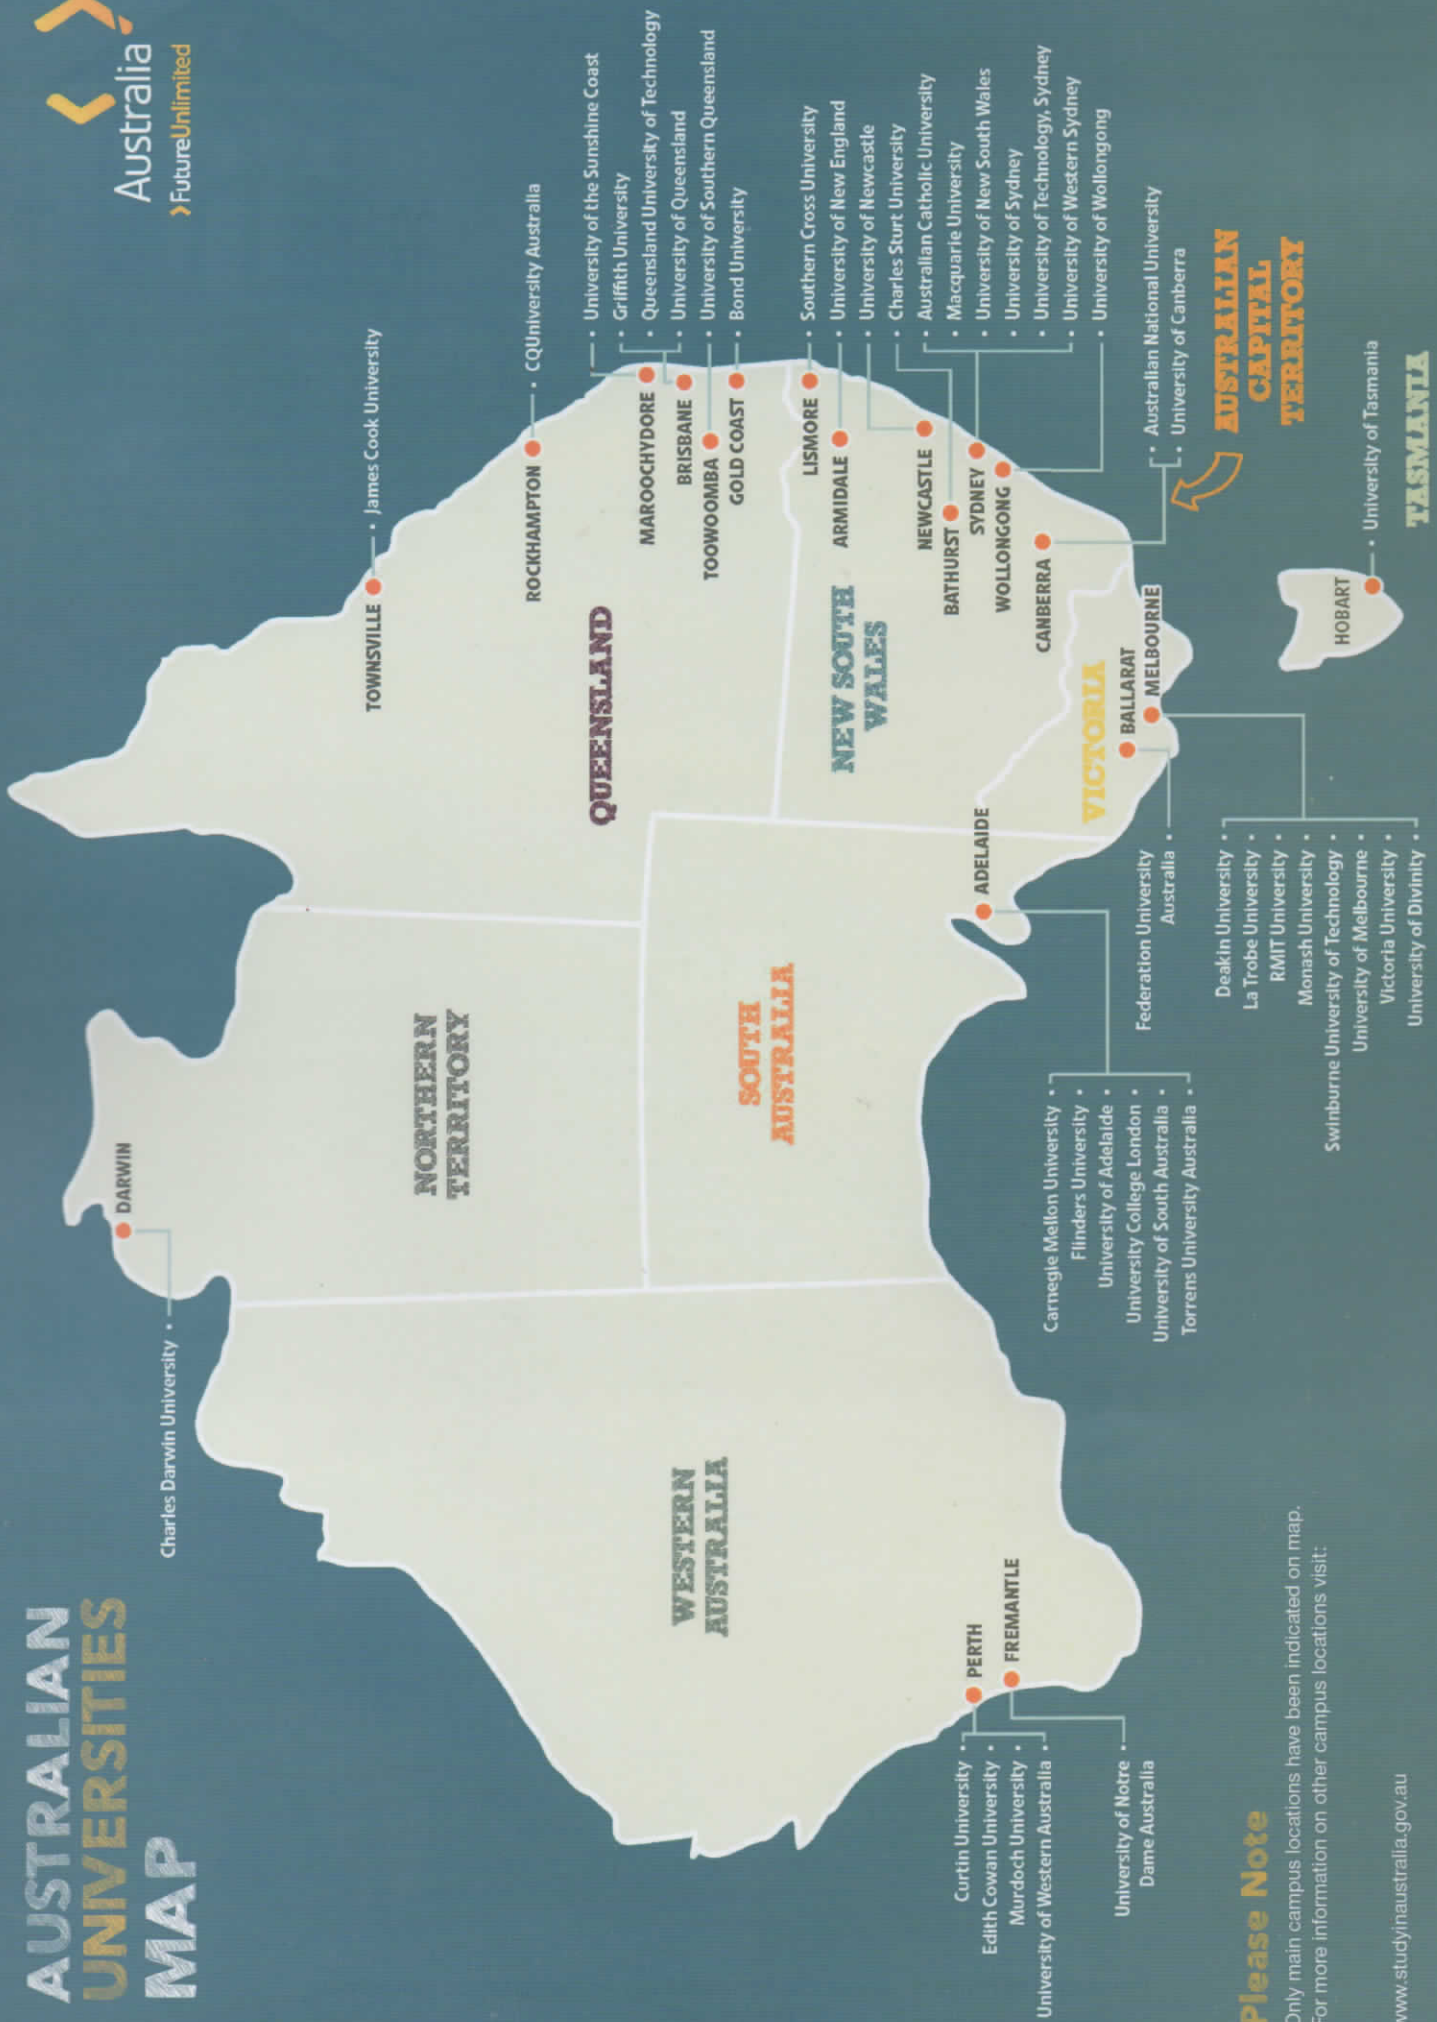 AUSTRALIAN
UNIVERSITIES
MAP
Australia
FutureUnlimited
Charles Darwin University
DARWIN
James Cook University
TOWNSVILLE
CQUniversity Australia
ROCKHAMPTON
University of the Sunshine Coast
Griffith University
Queensland University of Technology
University of Queensland
University of Southern Queensland
Bond University
MAROOCHYDORE
BRISBANE
TOOWOOMBA
GOLD COAST
QUEENSLAND
NORTHERN
TERRITORY
WESTERN
AUSTRALIA
SOUTH
AUSTRALIA
NEW SOUTH
WALES
VICTORIA
LISMORE
ARMIDALE
NEWCASTLE
BATHURST
SYDNEY
WOLLONGONG
CANBERRA
Southern Cross University
University of New England
University of Newcastle
Charles Sturt University
Australian Catholic University
Macquarie University
University of New South Wales
University of Sydney
University of Technology, Sydney
University of Western Sydney
University of Wollongong
Australian National University
University of Canberra
AUSTRALIAN
CAPITAL
TERRITORY
PERTH
FREMANTLE
Curtin University
Edith Cowan University
Murdoch University
University of Western Australia
University of Notre
Dame Australia
ADELAIDE
Carnegie Mellon University
Flinders University
University of Adelaide
University College London
University of South Australia
Torrens University Australia
BALLARAT
MELBOURNE
Federation University
Australia
Deakin University
La Trobe University
RMIT University
Monash University
Swinburne University of Technology
University of Melbourne
Victoria University
University of Divinity
HOBART
University of Tasmania
TASMANIA
Please Note
Only main campus locations have been indicated on map.
For more information on other campus locations visit:
www.studyinaustralia.gov.au